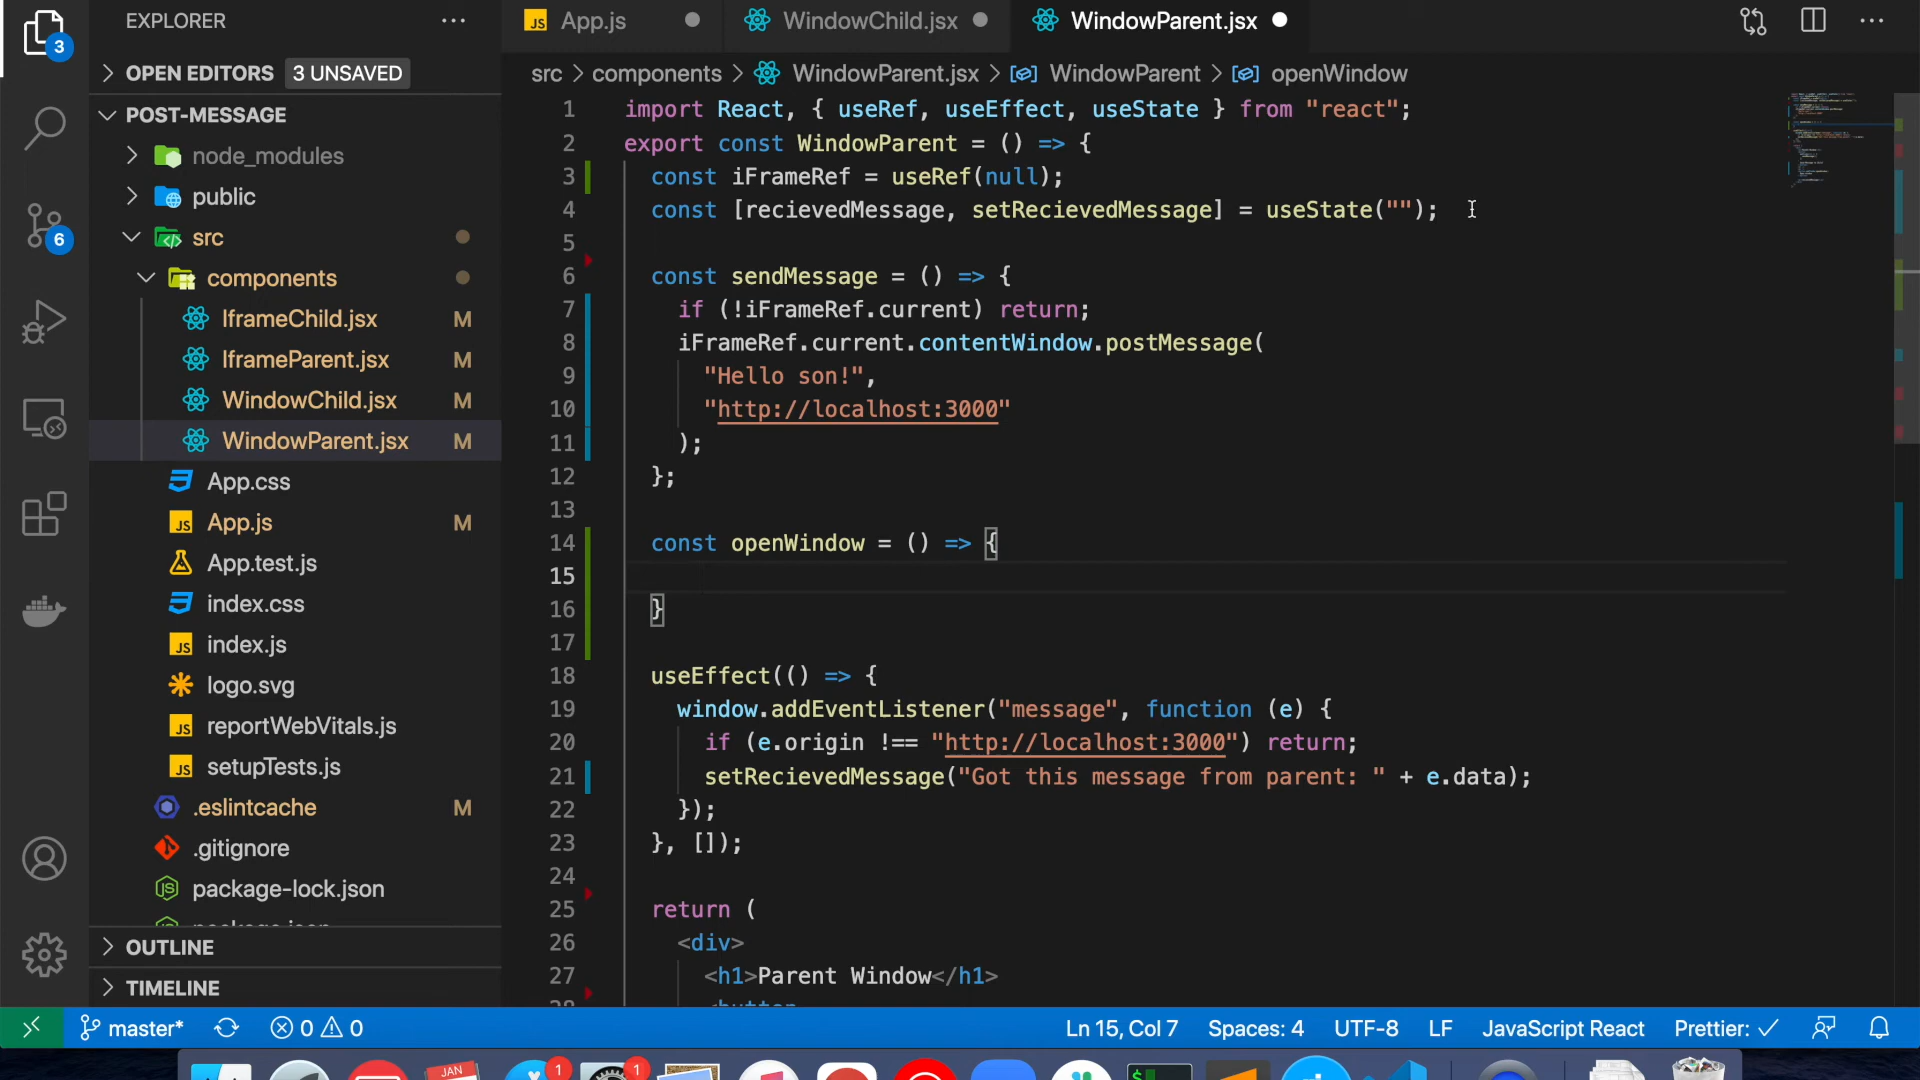 EXPLORER
App.js
WindowChild.jsx
WindowParent.jsx
OPEN EDITORS 3 UNSAVED
src > components > WindowParent.jsx > WindowParent > openWindow
3
6
POST-MESSAGE
node_modules
public
src
components
IframeChild.jsx M
IframeParent.jsx M
WindowChild.jsx M
WindowParent.jsx M
App.css
App.js M
App.test.js
index.css
index.js
logo.svg
reportWebVitals.js
setupTests.js
.eslintcache M
.gitignore
package-lock.json
OUTLINE
TIMELINE
1 import React, { useRef, useEffect, useState } from "react";
2 export const WindowParent = () => {
3 const iFrameRef = useRef(null);
4 const [recievedMessage, setRecievedMessage] = useState("");
5
6 const sendMessage = () => {
7 if (!iFrameRef.current) return;
8 iFrameRef.current.contentWindow.postMessage(
9 "Hello son!",
10 "http://localhost:3000"
11 );
12 };
13
14 const openWindow = () => {
15
16 }
17
18 useEffect(() => {
19 window.addEventListener("message", function (e) {
20 if (e.origin !== "http://localhost:3000") return;
21 setRecievedMessage("Got this message from parent: " + e.data);
22 });
23 }, []);
24
25 return (
26 <div>
27 <h1>Parent Window</h1>
master* 0 0 Ln 15, Col 7 Spaces: 4 UTF-8 LF JavaScript React Prettier: ✓
JAN
1
1